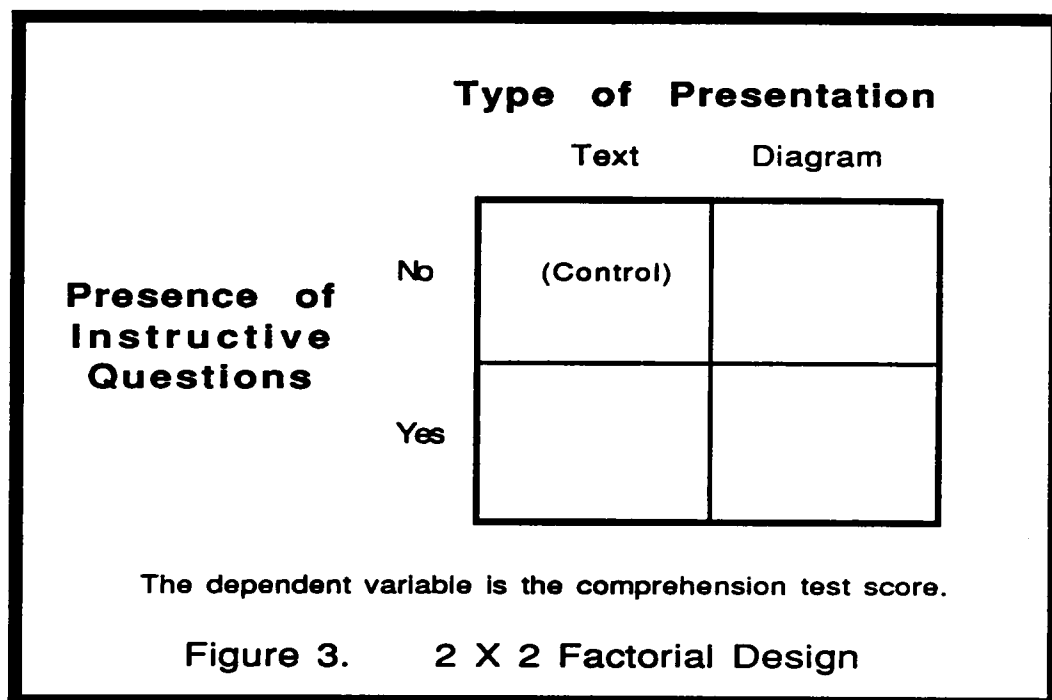 Type of Presentation
Text Diagram
No (Control)
Presence of
Instructive
Questions
Yes
The dependent variable is the comprehension test score.
Figure 3. 2 X 2 Factorial Design